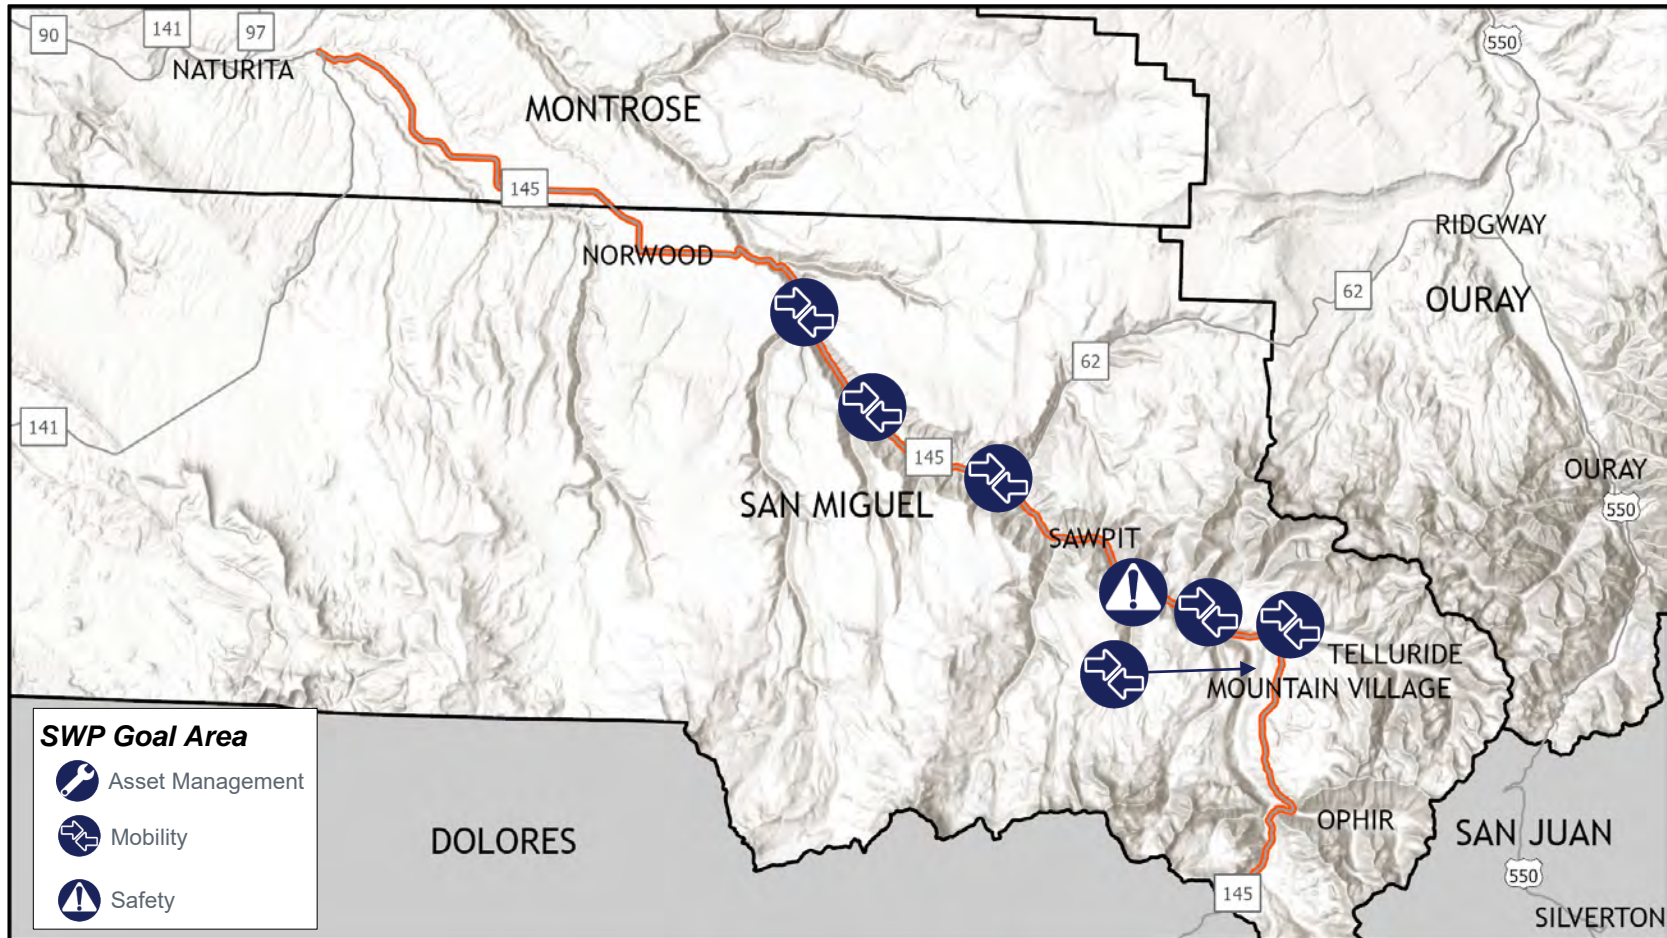 90
141
97
550
NATURITA
MONTROSE
145
RIDGWAY
NORWOOD
62
OURAY
62
141
145
OURAY
SAN MIGUEL
550
SAWPIT
TELLURIDE
MOUNTAIN VILLAGE
SWP Goal Area
Asset Management
Mobility
Safety
DOLORES
OPHIR
SAN JUAN
550
145
SILVERTON